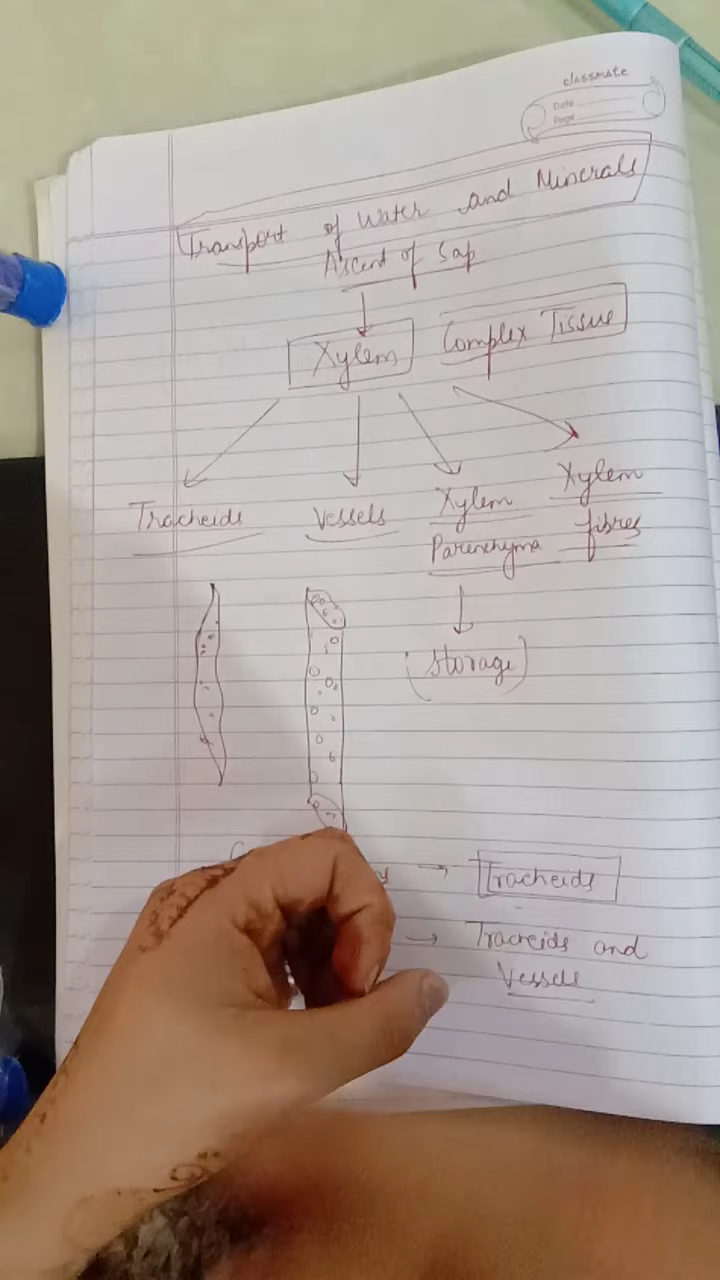 classmate
Date
Page
Transport of Water and Minerals
Ascent of Sap
Xylem Complex Tissue
Tracheids Vessels Xylem Parenchyma Xylem fibres
(Storage)
→ Tracheids
→ Tracheids and
Vessels